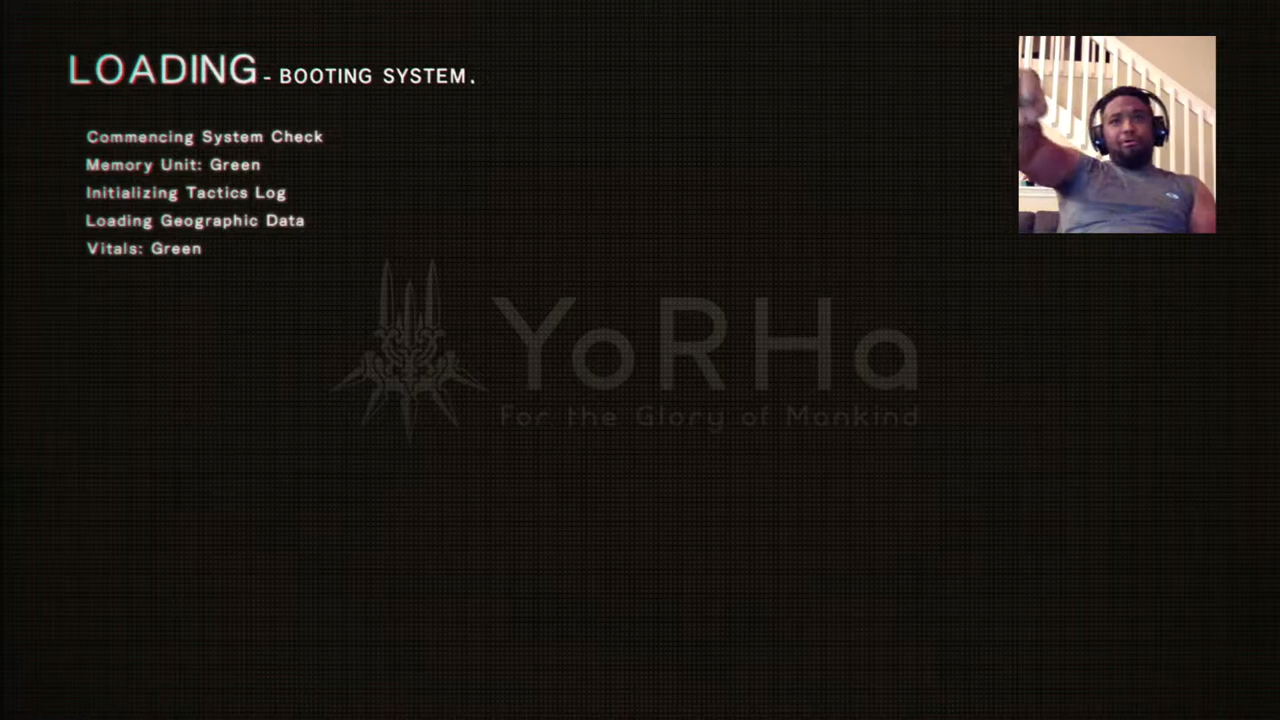 LOADING - BOOTING SYSTEM.
Commencing System Check
Memory Unit: Green
Initializing Tactics Log
Loading Geographic Data
Vitals: Green
YoRHa
For the Glory of Mankind